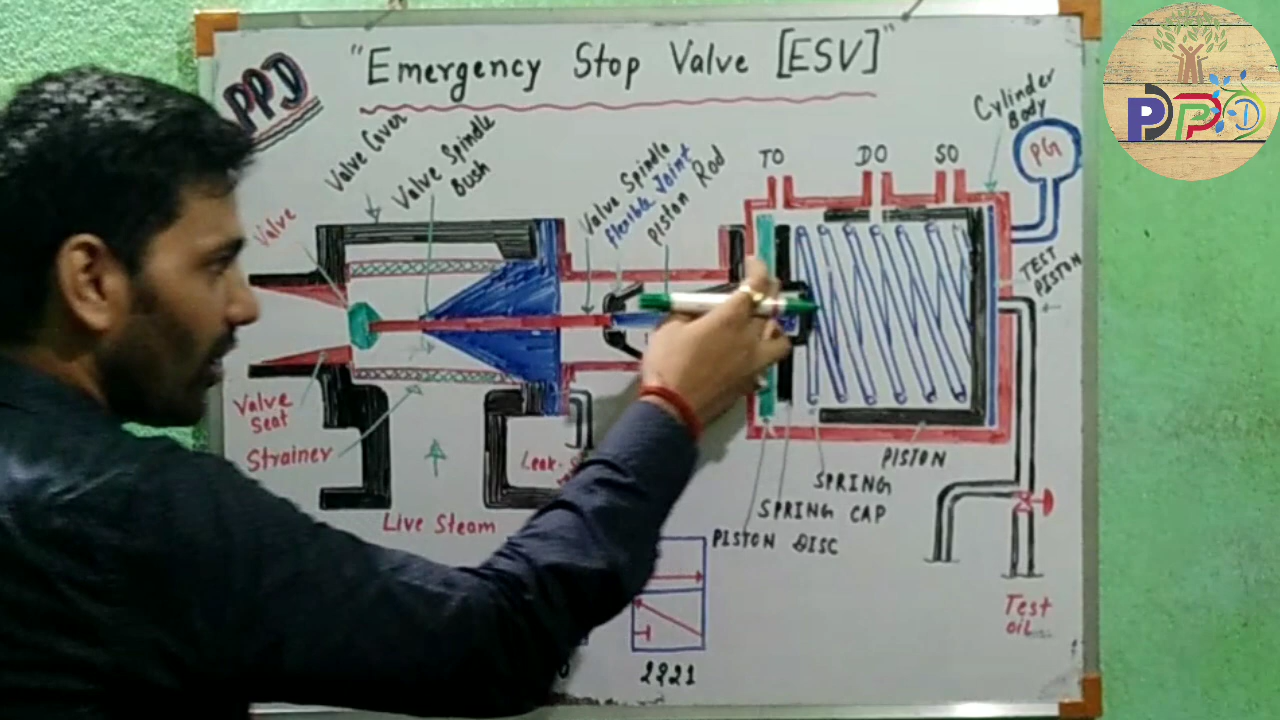 PPD
"Emergency Stop Valve [ESV]"
PPD
Valve Cover
Valve Spindle
Bush
Valve
Valve Spindle
flexible Joint
Piston Rod
TO
DO
SO
Cylinder
Body
PG
TEST
PISTON
Valve
Seat
Strainer
Live Steam
Leak-
PISTON
SPRING
SPRING CAP
PISTON DISC
Test
oil
2221